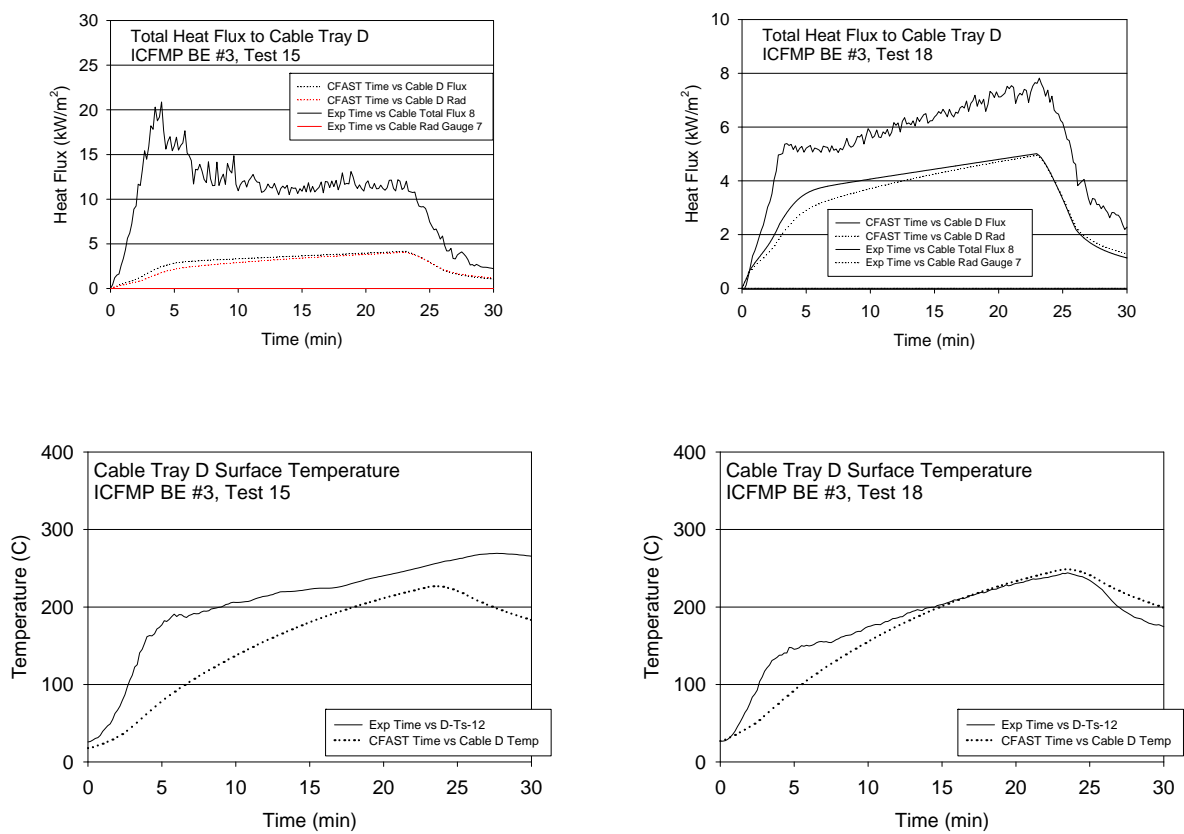 Total Heat Flux to Cable Tray D
ICFMP BE #3, Test 15
Heat Flux (kW/m²)
30
25
20
15
10
5
0
CFAST Time vs Cable D Flux
CFAST Time vs Cable D Rad
Exp Time vs Cable Total Flux 8
Exp Time vs Cable Rad Gauge 7
0 5 10 15 20 25 30
Time (min)
Total Heat Flux to Cable Tray D
ICFMP BE #3, Test 18
Heat Flux (kW/m²)
10
8
6
4
2
0
CFAST Time vs Cable D Flux
CFAST Time vs Cable D Rad
Exp Time vs Cable Total Flux 8
Exp Time vs Cable Rad Gauge 7
0 5 10 15 20 25 30
Time (min)
Cable Tray D Surface Temperature
ICFMP BE #3, Test 15
Temperature (C)
400
300
200
100
0
Exp Time vs D-Ts-12
CFAST Time vs Cable D Temp
0 5 10 15 20 25 30
Time (min)
Cable Tray D Surface Temperature
ICFMP BE #3, Test 18
Temperature (C)
400
300
200
100
0
Exp Time vs D-Ts-12
CFAST Time vs Cable D Temp
0 5 10 15 20 25 30
Time (min)